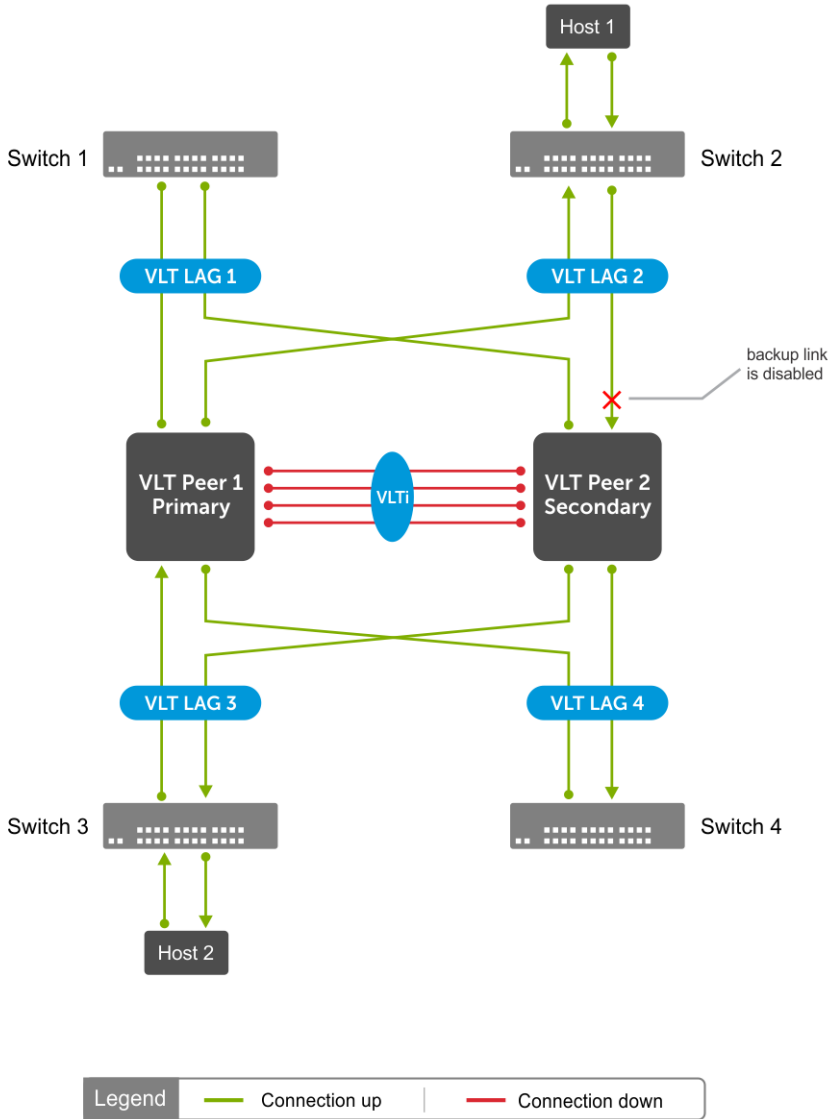 Host 1
Switch 1
Switch 2
VLT LAG 1
VLT LAG 2
backup link
is disabled
VLT Peer 1
Primary
VLTi
VLT Peer 2
Secondary
VLT LAG 3
VLT LAG 4
Switch 3
Switch 4
Host 2
Legend
Connection up
Connection down